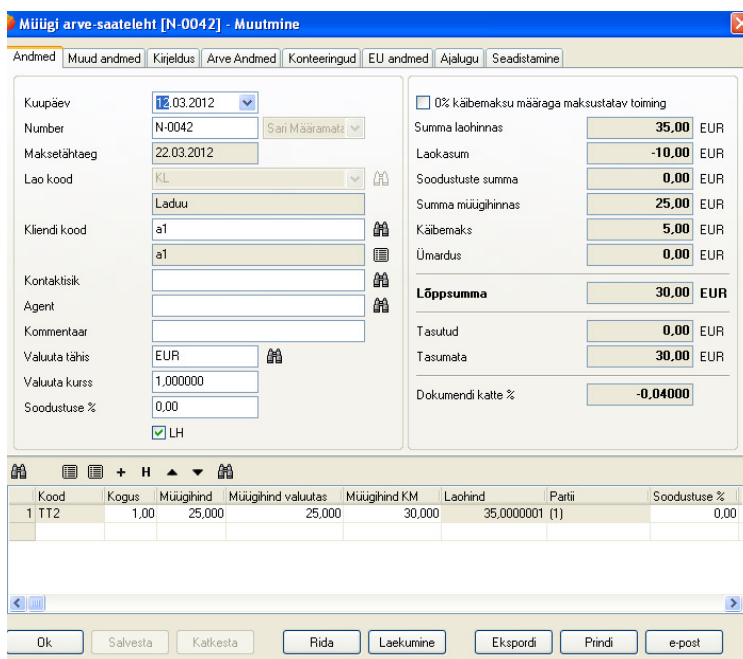 Müügi arve-saateleht [N-0042] - Muutmine
Andmed Muud andmed Kirjeldus Arve Andmed Konteeringud EU andmed Ajalugu Seadistamine
Kuupäev 12.03.2012
Number N-0042 Sari Määramata
Maksetähtaeg 22.03.2012
Lao kood KL
Laduu
Kliendi kood a1
a1
Kontaktisik
Agent
Kommentaar
Valuuta tähis EUR
Valuuta kurss 1,000000
Soodustuse % 0,00
LH
0% käibemaksu määraga maksustatav toiming
Summa laohinnas 35,00 EUR
Laokasum -10,00 EUR
Soodustuste summa 0,00 EUR
Summa müügihinnas 25,00 EUR
Käibemaks 5,00 EUR
Ümardus 0,00 EUR
Lõppsumma 30,00 EUR
Tasutud 0,00 EUR
Tasumata 30,00 EUR
Dokumendi katte % -0,04000
H
Kood Kogus Müügihind Müügihind valuutas Müügihind KM Laohind Partii Soodustuse %
1 TT2 1,00 25,000 25,000 30,000 35,0000001 (1) 0,00
Ok Salvesta Katkesta Rida Laekumine Ekspordi Prindi e-post